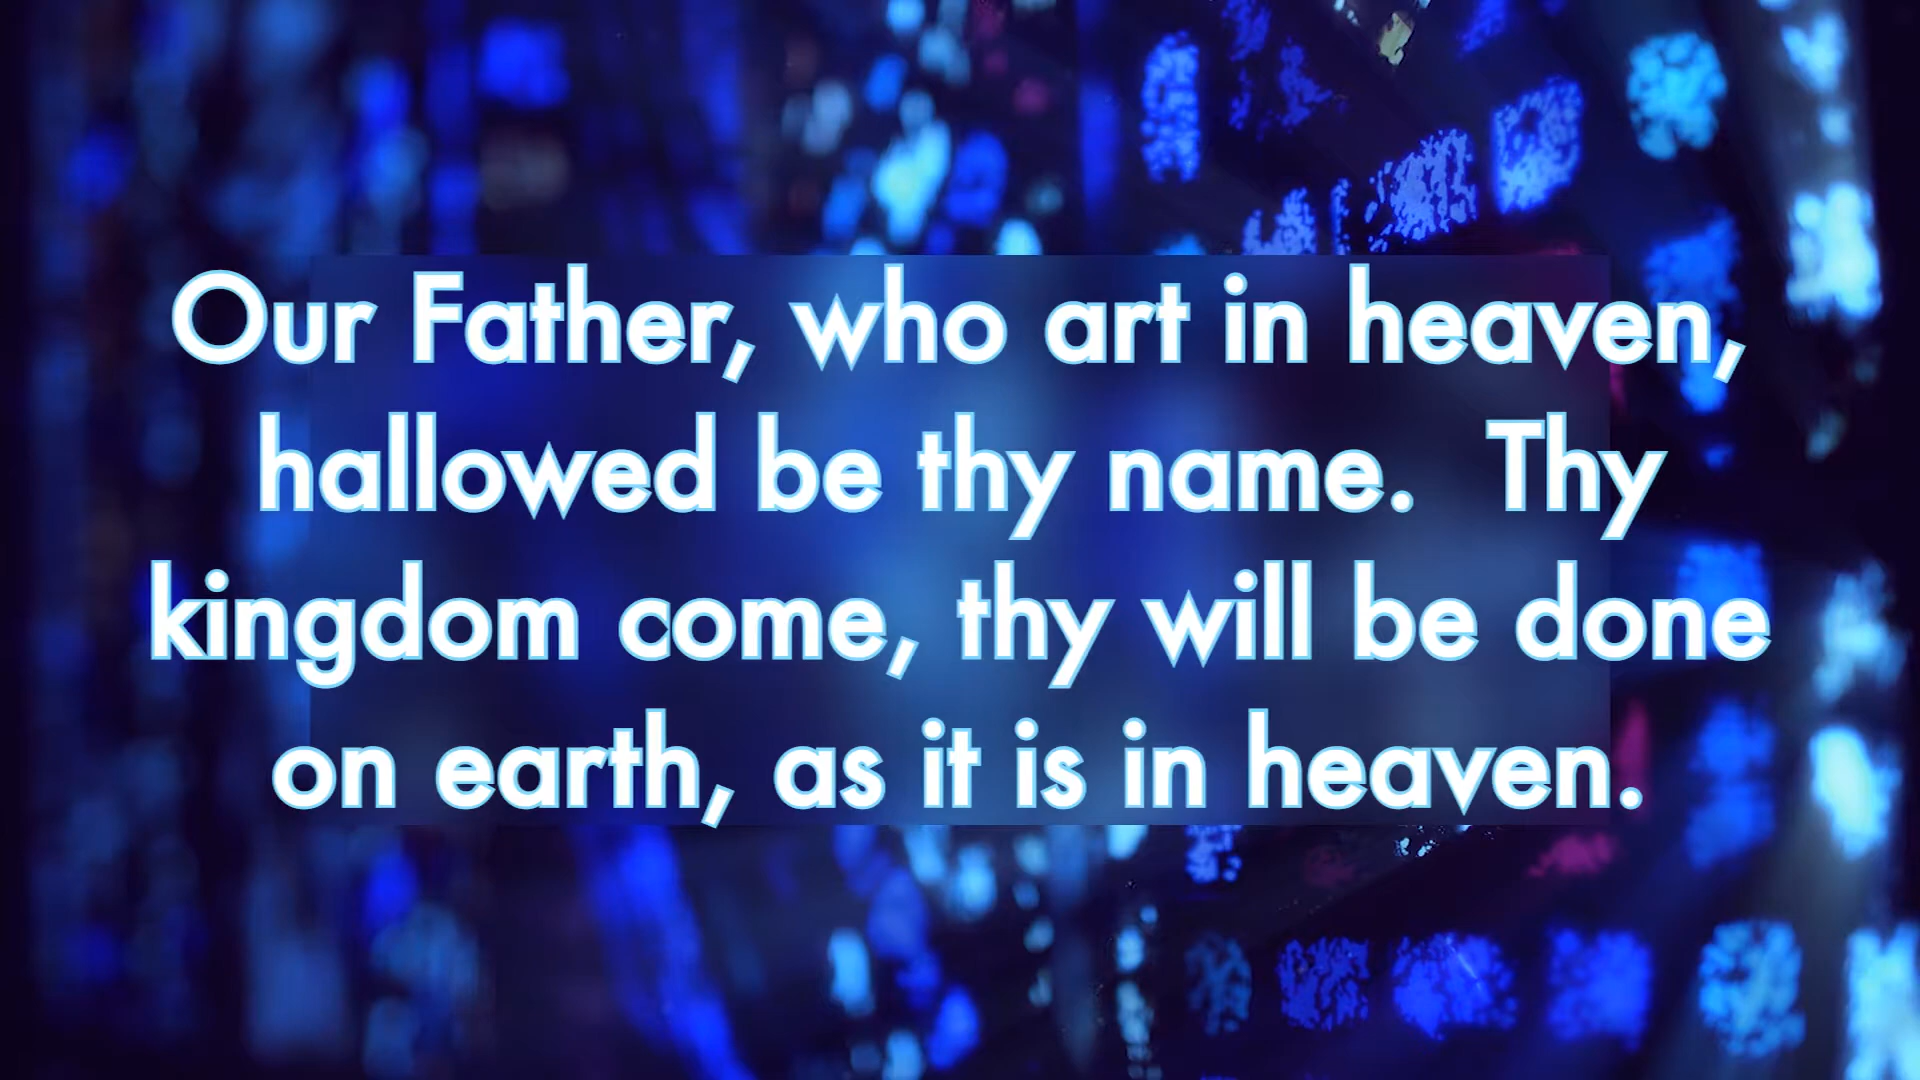 Our Father, who art in heaven,
hallowed be thy name.  Thy
kingdom come, thy will be done
on earth, as it is in heaven.